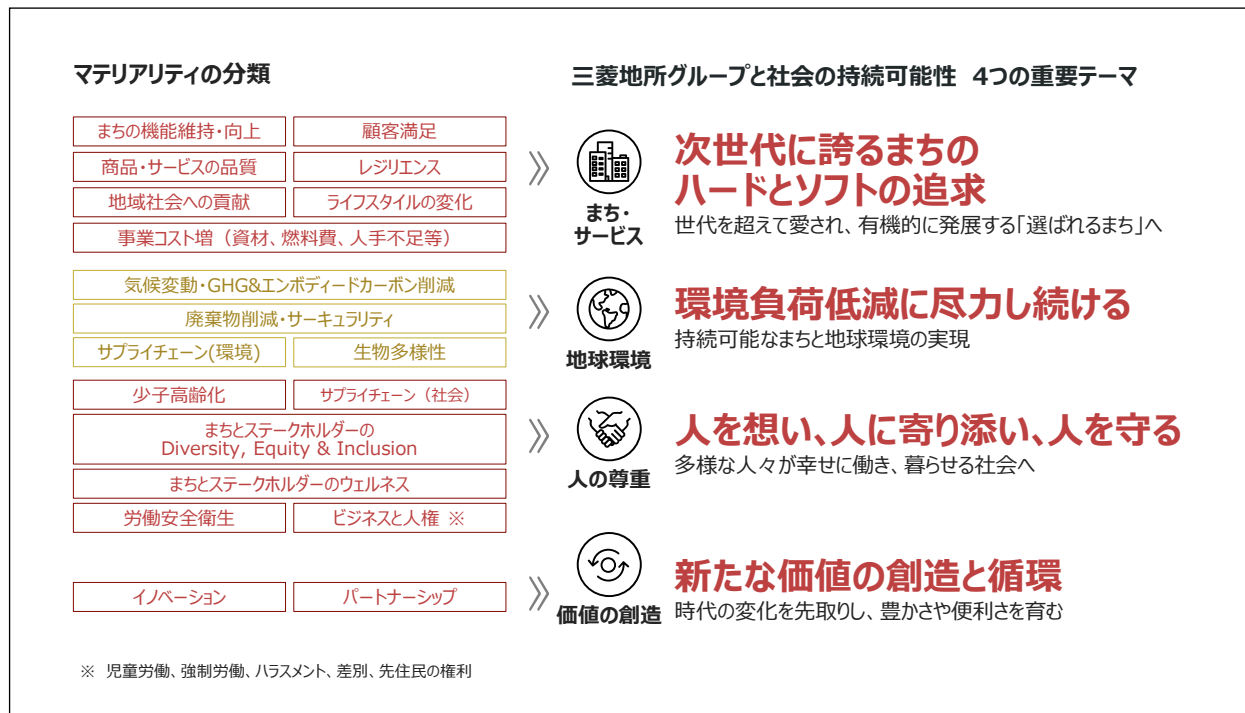 マテリアリティの分類
三菱地所グループと社会の持続可能性 4つの重要テーマ
まちの機能維持・向上
顧客満足
商品・サービスの品質
レジリエンス
地域社会への貢献
ライフスタイルの変化
事業コスト増（資材、燃料費、人手不足等）
まち・
サービス
次世代に誇るまちの
ハードとソフトの追求
世代を超えて愛され、有機的に発展する「選ばれるまち」へ
気候変動・GHG&エンボディードカーボン削減
廃棄物削減・サーキュラリティ
サプライチェーン(環境)
生物多様性
地球環境
環境負荷低減に尽力し続ける
持続可能なまちと地球環境の実現
少子高齢化
サプライチェーン（社会）
まちとステークホルダーの
Diversity, Equity & Inclusion
まちとステークホルダーのウェルネス
労働安全衛生
ビジネスと人権 ※
人の尊重
人を想い、人に寄り添い、人を守る
多様な人々が幸せに働き、暮らせる社会へ
イノベーション
パートナーシップ
価値の創造
新たな価値の創造と循環
時代の変化を先取りし、豊かさや便利さを育む
※ 児童労働、強制労働、ハラスメント、差別、先住民の権利